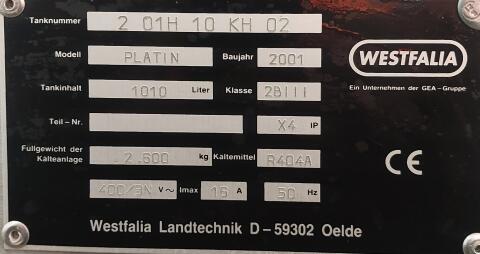 Tanknummer 2 01H 10 KH 02
Modell PLATIN Baujahr 2001
WESTFALIA
Tankinhalt 1010 Liter Klasse 2BIII
Ein Unternehmen der GEA-Gruppe
Teil-Nr. X4 IP
Füllgewicht der Kälteanlage 2.600 kg Kältemittel R404A
CE
400/3N V~ Imax 16 A 50 Hz
Westfalia Landtechnik D-59302 Oelde